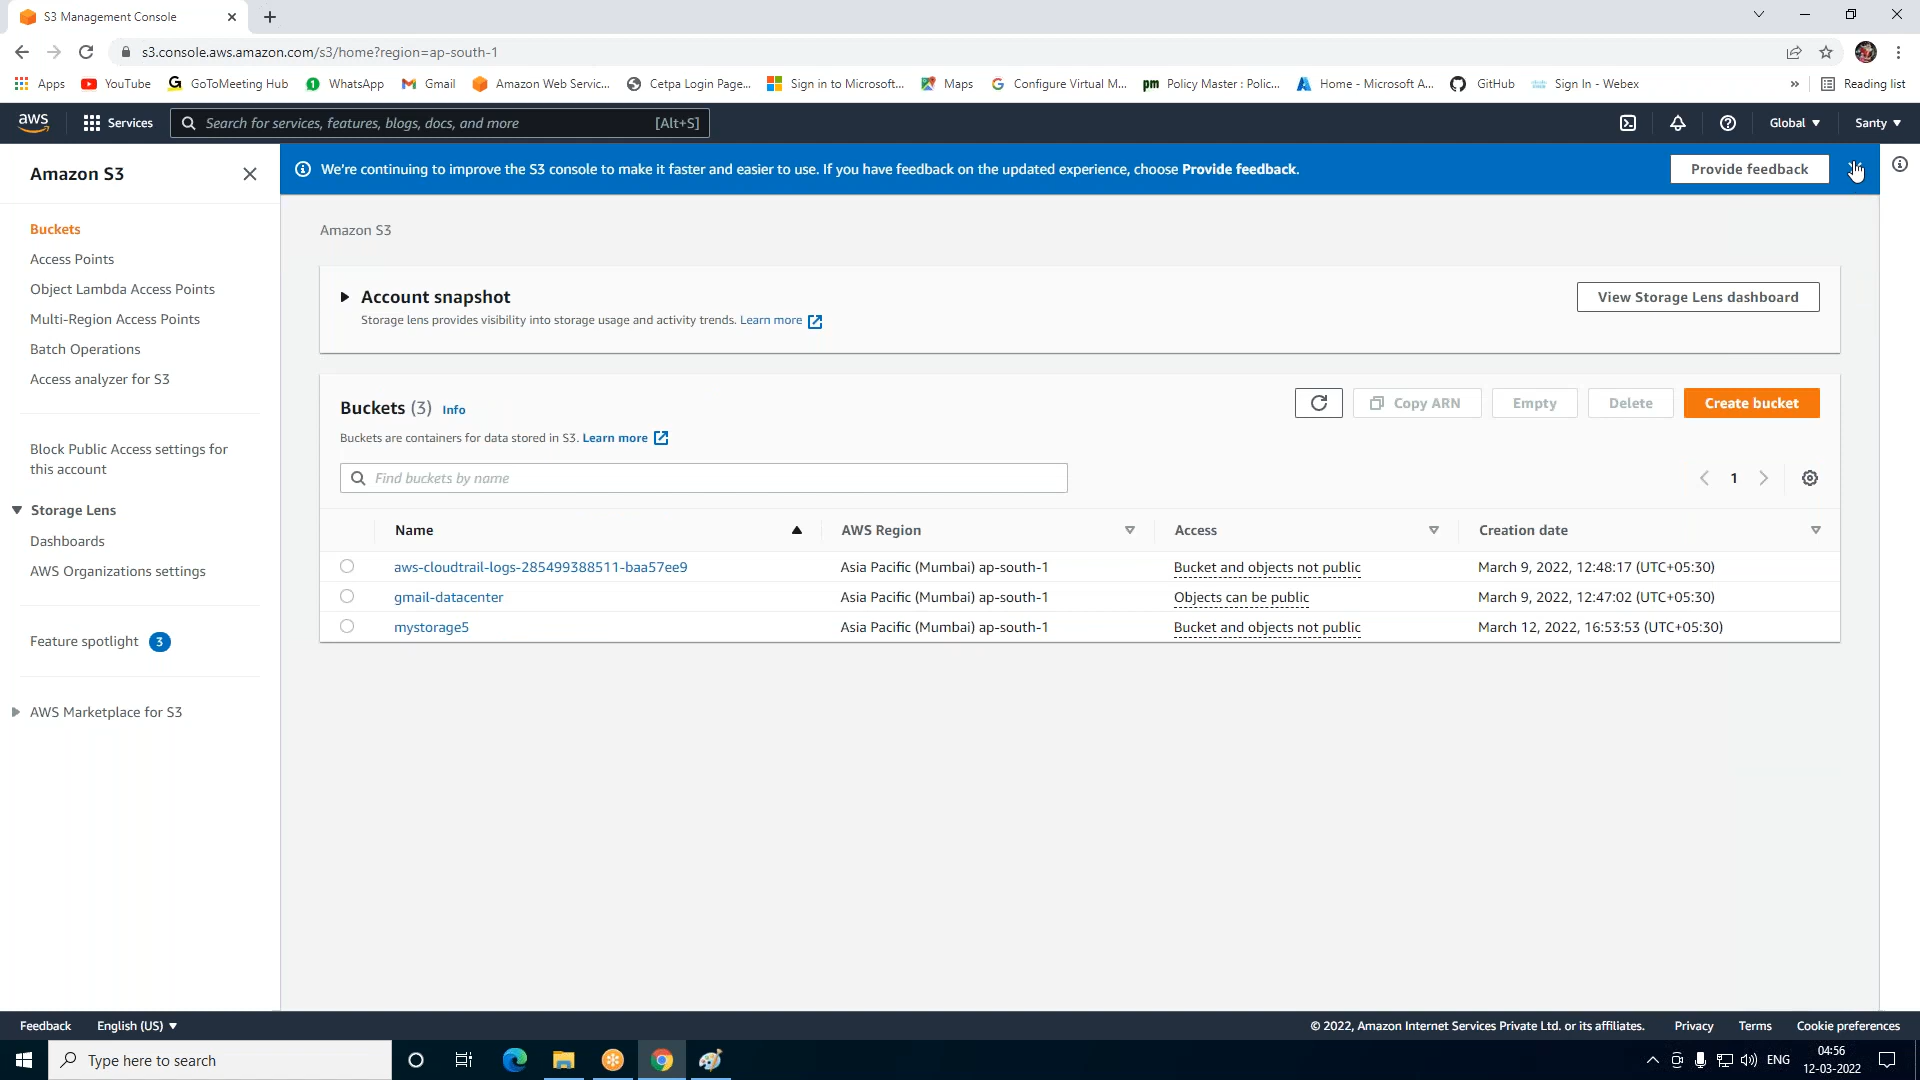 S3 Management Console
s3.console.aws.amazon.com/s3/home?region=ap-south-1
Apps YouTube GoToMeeting Hub WhatsApp Gmail Amazon Web Servic... Cetpa Login Page... Sign in to Microsoft... Maps Configure Virtual M... Policy Master : Polic... Home - Microsoft A... GitHub Sign In - Webex » Reading list
aws Services Search for services, features, blogs, docs, and more [Alt+S] Global Santy
Amazon S3
We're continuing to improve the S3 console to make it faster and easier to use. If you have feedback on the updated experience, choose Provide feedback.
Provide feedback
Buckets
Access Points
Object Lambda Access Points
Multi-Region Access Points
Batch Operations
Access analyzer for S3
Block Public Access settings for
this account
Storage Lens
Dashboards
AWS Organizations settings
Feature spotlight 3
AWS Marketplace for S3
Amazon S3
Account snapshot
Storage lens provides visibility into storage usage and activity trends. Learn more
View Storage Lens dashboard
Buckets (3) Info
Buckets are containers for data stored in S3. Learn more
Copy ARN Empty Delete Create bucket
Find buckets by name
1
Name AWS Region Access Creation date
aws-cloudtrail-logs-285499388511-baa57ee9 Asia Pacific (Mumbai) ap-south-1 Bucket and objects not public March 9, 2022, 12:48:17 (UTC+05:30)
gmail-datacenter Asia Pacific (Mumbai) ap-south-1 Objects can be public March 9, 2022, 12:47:02 (UTC+05:30)
mystorage5 Asia Pacific (Mumbai) ap-south-1 Bucket and objects not public March 12, 2022, 16:53:53 (UTC+05:30)
Feedback English (US) © 2022, Amazon Internet Services Private Ltd. or its affiliates. Privacy Terms Cookie preferences
Type here to search
ENG
04:56
12-03-2022